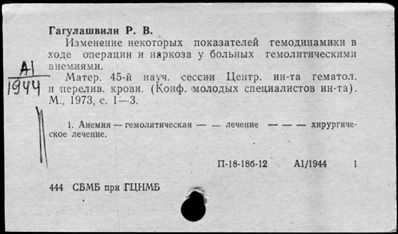 Гагулашвили Р. В.
Изменение некоторых показателей гемодинамики в
ходе операции и наркоза у больных гемолитическими
анемиями.
А1
1944
Матер. 45-й науч. сессии Центр. ин-та гематол.
и перелив. крови. (Конф. молодых специалистов ин-та).
М., 1973, с. 1—3.
1. Анемия — гемолитическая — — лечение — — — хирургиче-
ское лечение.
П-18-18б-12 А1/1944 1
444 СБМБ при ГЦНМБ